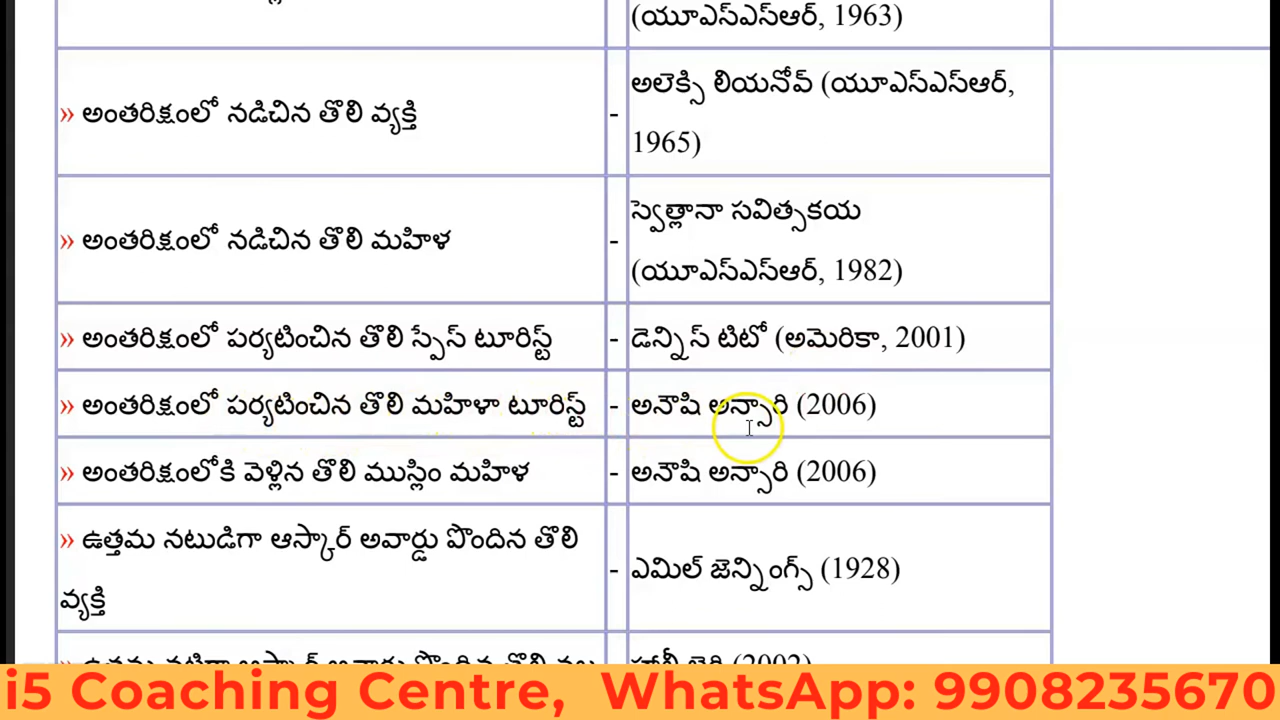 (యూఎస్ఎస్ఆర్, 1963)
» అంతరిక్షంలో నడిచిన తొలి వ్యక్తి - అలెక్సి లియనోవ్ (యూఎస్ఎస్ఆర్,
1965)
» అంతరిక్షంలో నడిచిన తొలి మహిళ - స్వెత్లానా సవిత్సకయ
(యూఎస్ఎస్ఆర్, 1982)
» అంతరిక్షంలో పర్యటించిన తొలి స్పేస్ టూరిస్ట్ - డెన్నిస్ టిటో (అమెరికా, 2001)
» అంతరిక్షంలో పర్యటించిన తొలి మహిళా టూరిస్ట్ - అనౌషి అన్సారి (2006)
» అంతరిక్షంలోకి వెళ్లిన తొలి ముస్లిం మహిళ - అనౌషి అన్సారి (2006)
» ఉత్తమ నటుడిగా ఆస్కార్ అవార్డు పొందిన తొలి
వ్యక్తి - ఎమిల్ జెన్నింగ్స్ (1928)
i5 Coaching Centre, WhatsApp: 9908235670